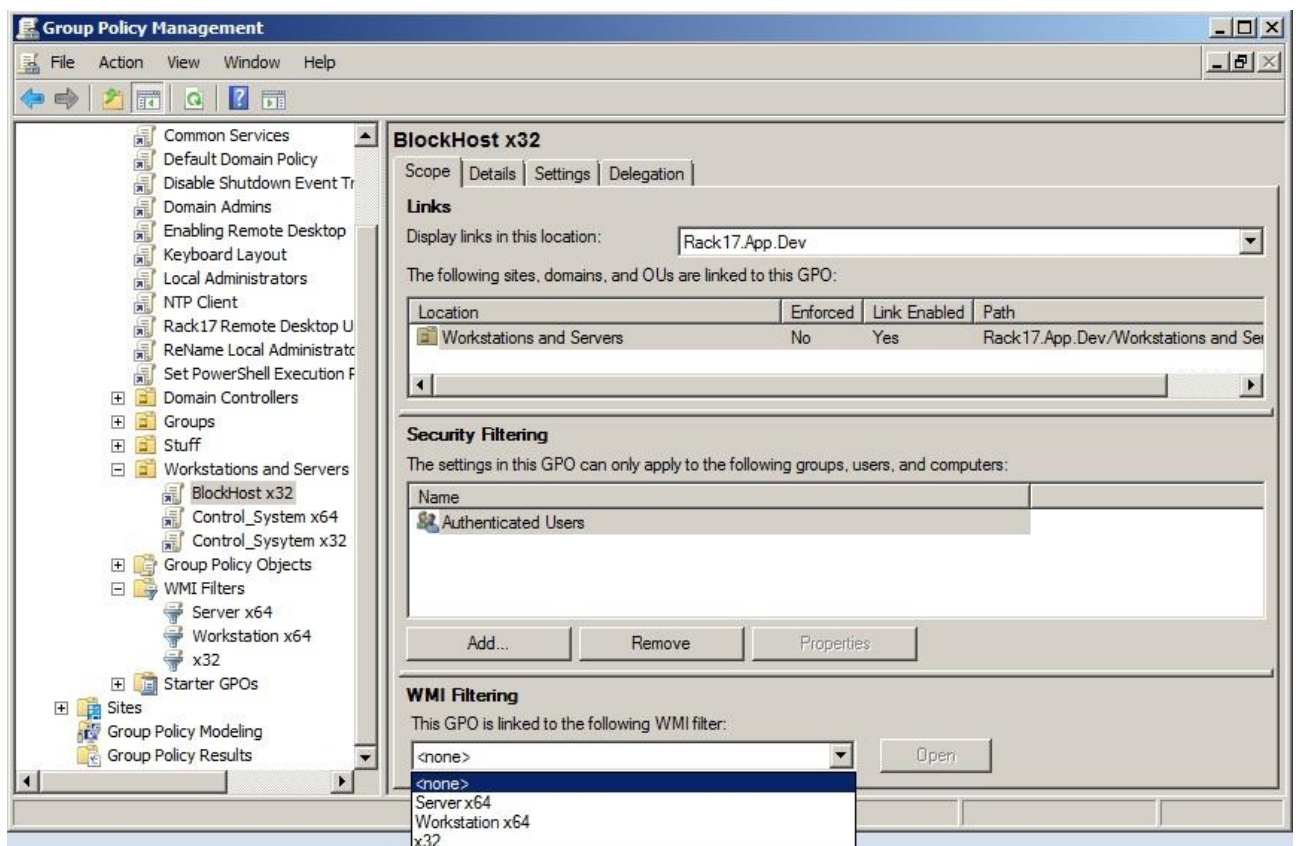 Group Policy Management
File Action View Window Help
Common Services
Default Domain Policy
Disable Shutdown Event Tr
Domain Admins
Enabling Remote Desktop
Keyboard Layout
Local Administrators
NTP Client
Rack17 Remote Desktop U
ReName Local Administrato
Set PowerShell Execution P
Domain Controllers
Groups
Stuff
Workstations and Servers
BlockHost x32
Control_System x64
Control_Sysytem x32
Group Policy Objects
WMI Filters
Server x64
Workstation x64
x32
Starter GPOs
Sites
Group Policy Modeling
Group Policy Results
BlockHost x32
Scope Details Settings Delegation
Links
Display links in this location: Rack17.App.Dev
The following sites, domains, and OUs are linked to this GPO:
Location Enforced Link Enabled Path
Workstations and Servers No Yes Rack17.App.Dev/Workstations and Ser
Security Filtering
The settings in this GPO can only apply to the following groups, users, and computers:
Name
Authenticated Users
Add... Remove Properties
WMI Filtering
This GPO is linked to the following WMI filter:
<none> Open
<none>
Server x64
Workstation x64
x32